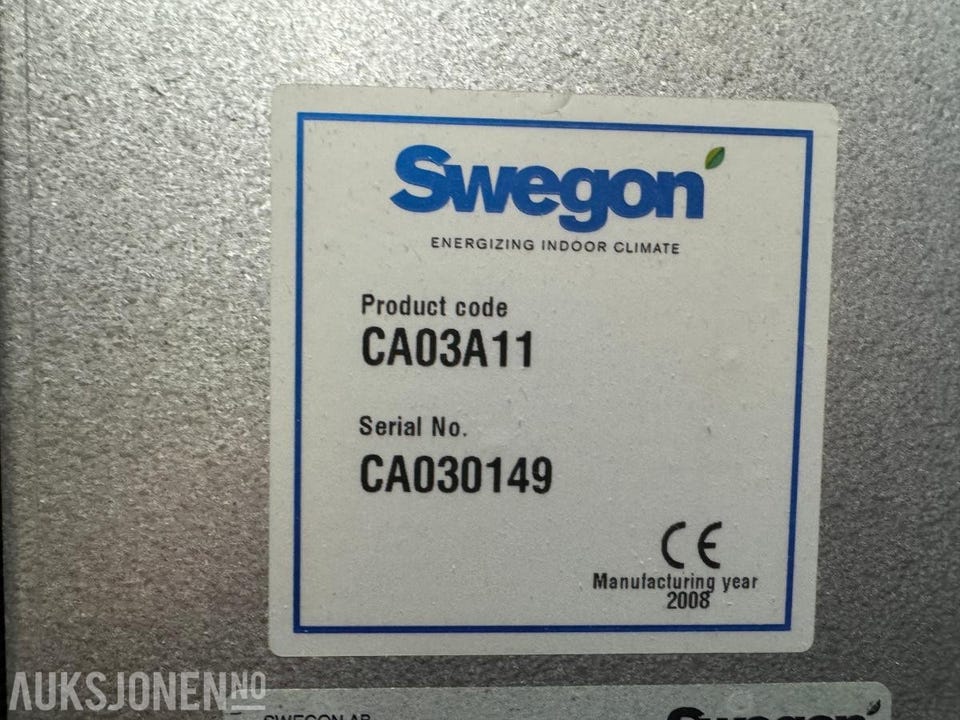 Swegon
ENERGIZING INDOOR CLIMATE
Product code
CA03A11
Serial No.
CA030149
CE
Manufacturing year
2008
AUKSJONEN.NO
SWEGON AB
Swegon